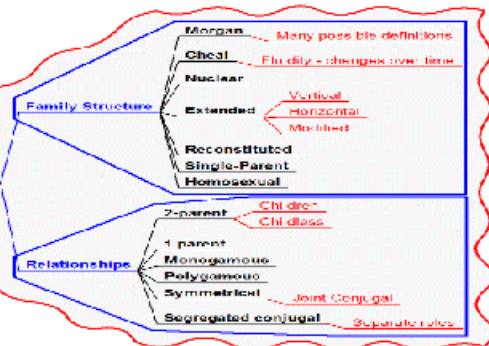 Morgan
Many possible definitions
Cheal
Fluidity - changes over time
Nuclear
Family Structure
Extended
Vertical
Horizontal
Modified
Reconstituted
Single-Parent
Homosexual
2-parent
Children
Childless
1 parent
Relationships
Monogamous
Polygamous
Symmetrical
Joint Conjugal
Segregated conjugal
Separate roles